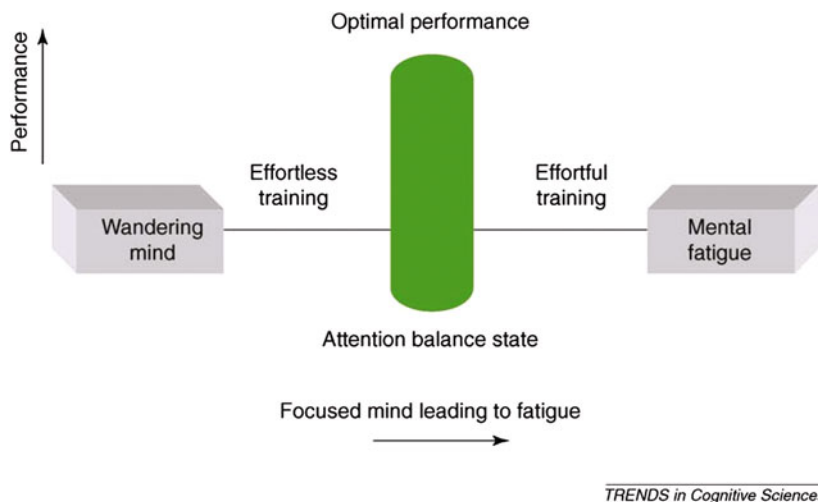 Optimal performance
Performance
Effortless
training
Effortful
training
Wandering
mind
Mental
fatigue
Attention balance state
Focused mind leading to fatigue
TRENDS in Cognitive Sciences